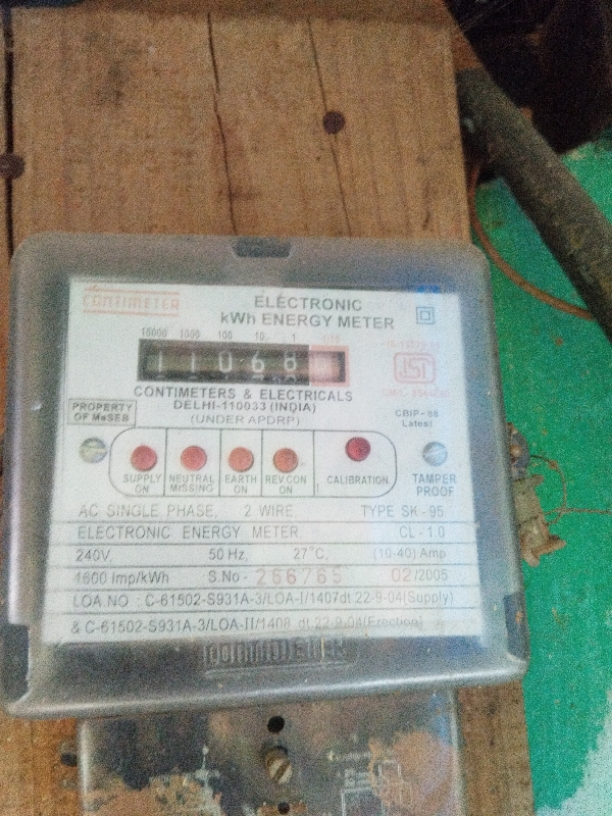 CONTIMETER
ELECTRONIC
kWh ENERGY METER
10000 1000 100 10 1
11068
CONTIMETERS & ELECTRICALS
DELHI-110033 (INDIA)
(UNDER APDRP)
PROPERTY
OF MeSEB
ISI
CBIP-88
Latest
SUPPLY
ON
NEUTRAL
MISSING
EARTH
ON
REV.CON
ON
CALIBRATION
TAMPER
PROOF
AC SINGLE PHASE, 2 WIRE, TYPE SK-95
ELECTRONIC ENERGY METER. CL-1.0
240V, 50 Hz, 27°C, (10-40) Amp
1600 Imp/kWh S.No- 266765 02/2005
LOA.NO : C-61502-S931A-3/LOA-I/1407dt.22-9-04(Supply)
& C-61502-S931A-3/LOA-II/1408 dt.22-9-04(Erection)
CONTIMETER